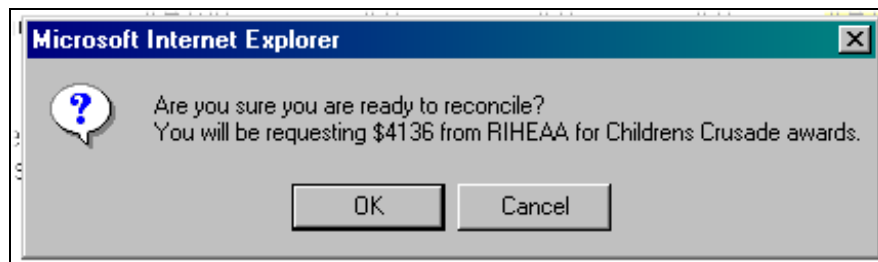 Microsoft Internet Explorer
Are you sure you are ready to reconcile?
You will be requesting $4136 from RIHEAA for Childrens Crusade awards.
OK
Cancel